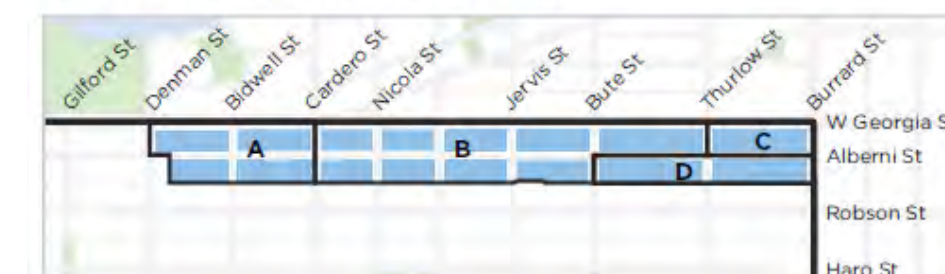 Gilford St
Denman St
Bidwell St
Cardero St
Nicola St
Jervis St
Bute St
Thurlow St
Burrard St
W Georgia S
A
B
C
Alberni St
D
Robson St
Haro St